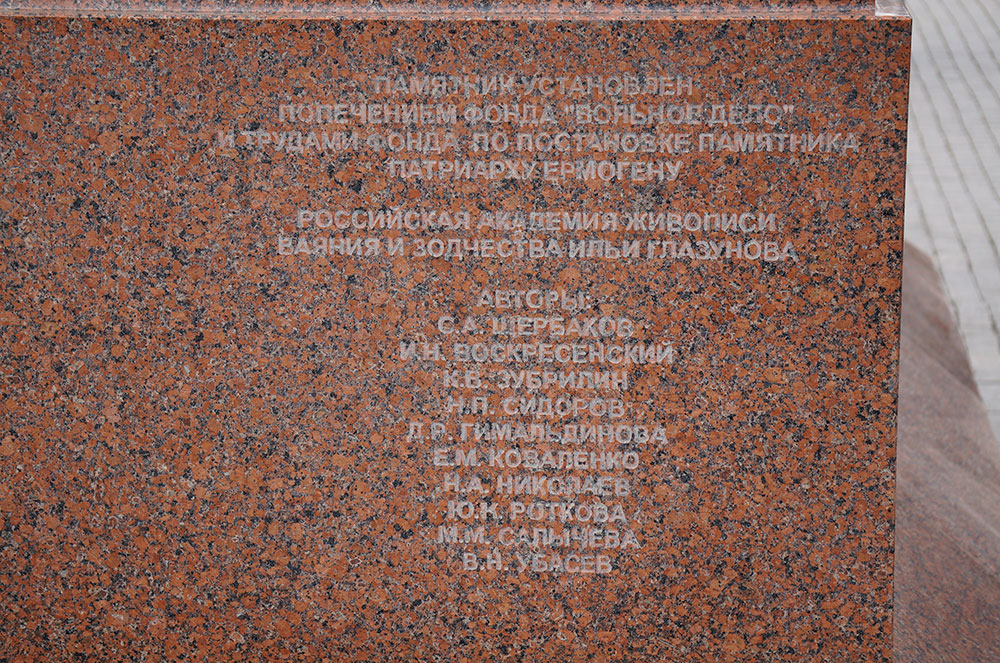 ПАМЯТНИК УСТАНОВЛЕН
ПОПЕЧЕНИЕМ ФОНДА "ВОЛЬНОЕ ДЕЛО"
И ТРУДАМИ ФОНДА ПО ПОСТАНОВКЕ ПАМЯТНИКА
ПАТРИАРХУ ЕРМОГЕНУ
РОССИЙСКАЯ АКАДЕМИЯ ЖИВОПИСИ
ВАЯНИЯ И ЗОДЧЕСТВА ИЛЬИ ГЛАЗУНОВА
АВТОРЫ:
С.А. ЩЕРБАКОВ
И.Н. ВОСКРЕСЕНСКИЙ
К.В. ЗУБРИЛИН
Н.П. СИДОРОВ
Д.Р. ГИМАЛЬДИНОВА
Е.М. КОВАЛЕНКО
Н.А. НИКОЛАЕВ
Ю.К. РОТКОВА
М.М. САЛЫЧЕВА
В.Н. УБАСЕВ